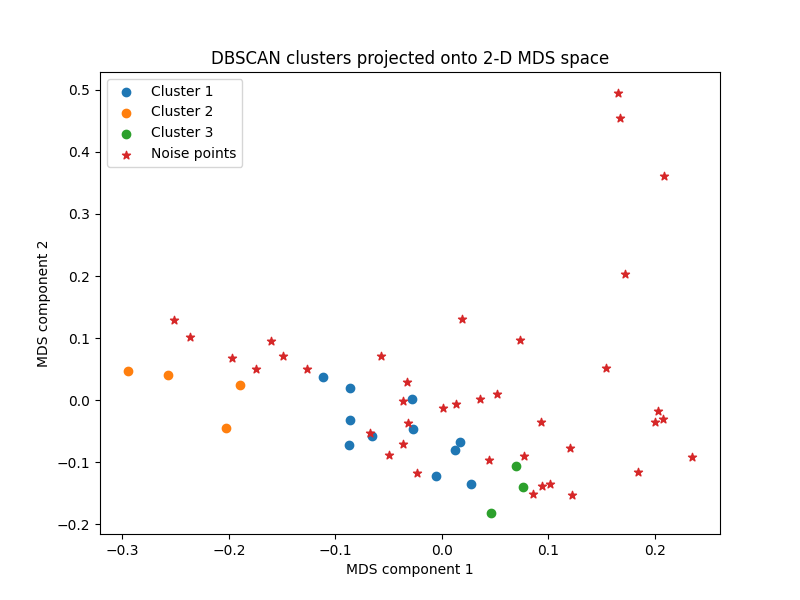 DBSCAN clusters projected onto 2-D MDS space
Cluster 1
Cluster 2
Cluster 3
Noise points
0.5
0.4
0.3
0.2
0.1
0.0
−0.1
−0.2
MDS component 2
−0.3
−0.2
−0.1
0.0
0.1
0.2
MDS component 1